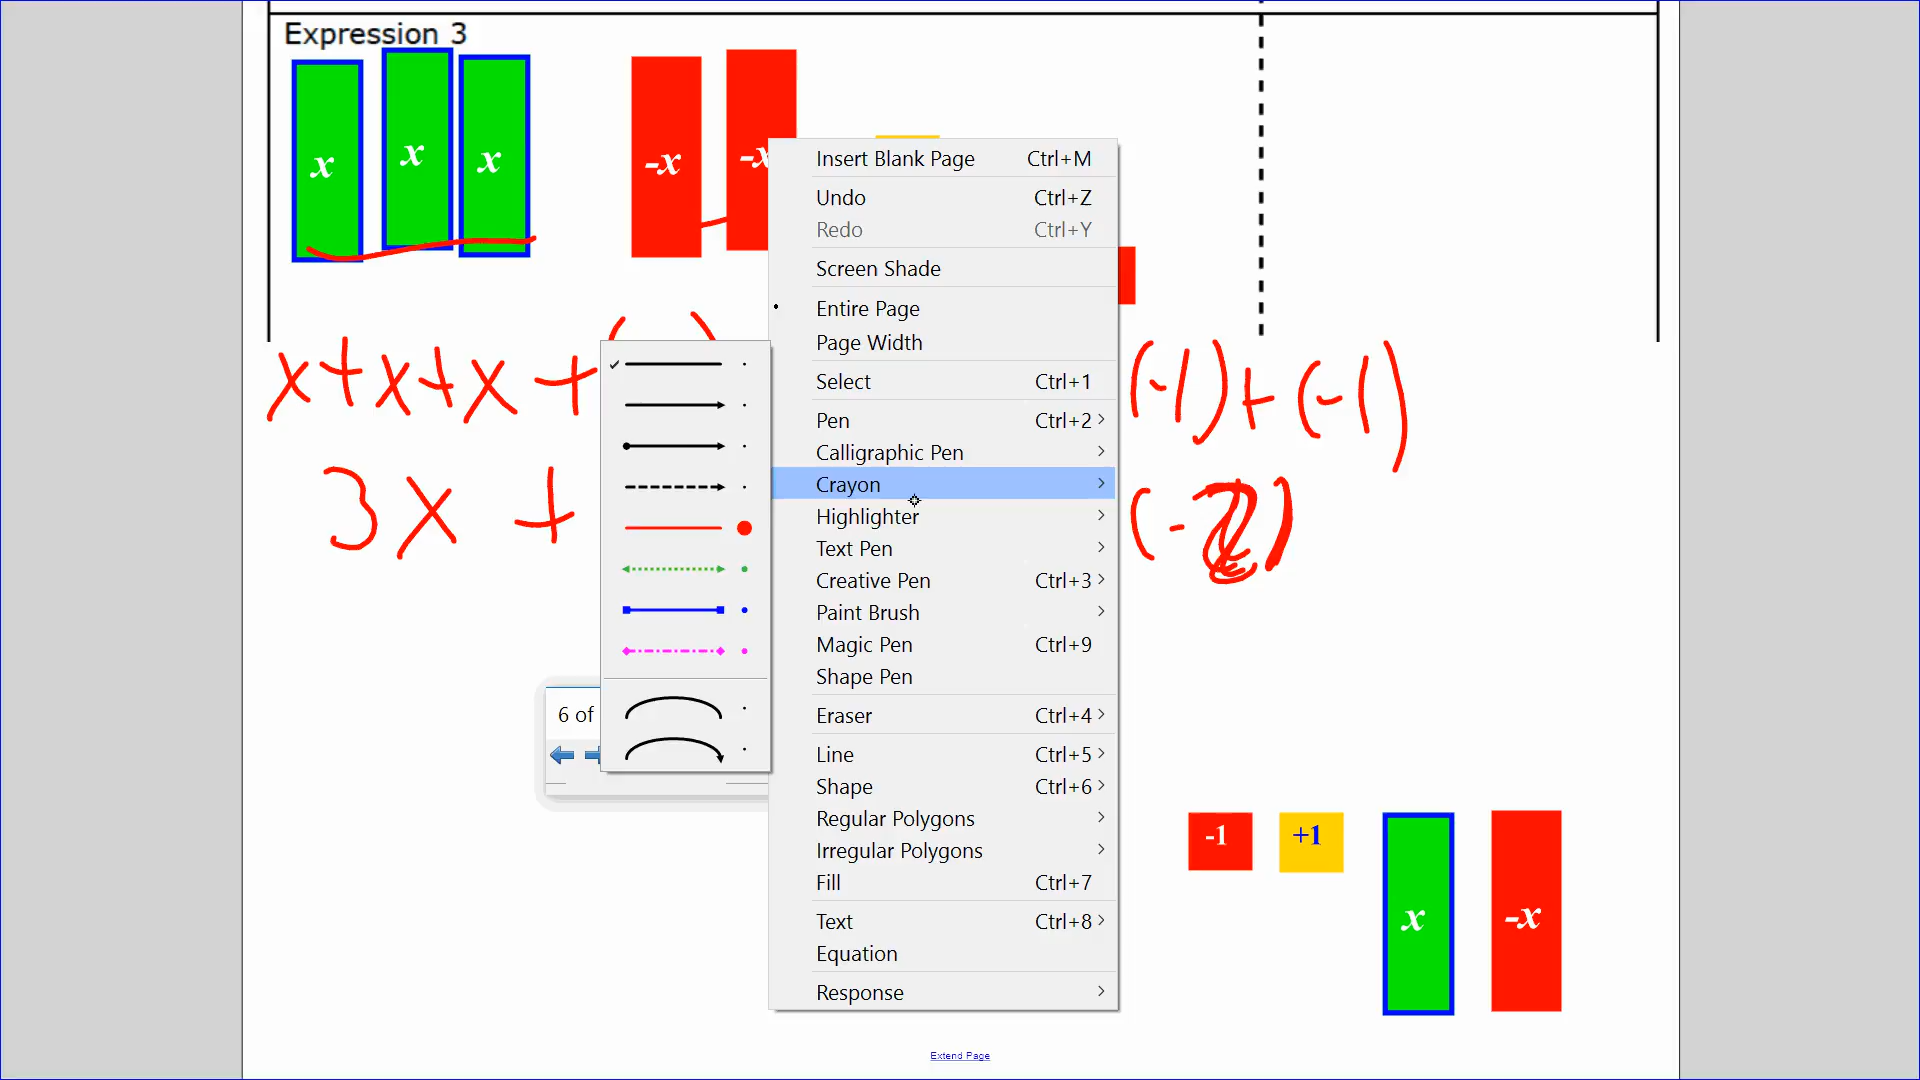 Expression 3
x x x -x -x
Insert Blank Page Ctrl+M
Undo Ctrl+Z
Redo Ctrl+Y
Screen Shade
Entire Page
Page Width
Select Ctrl+1
Pen Ctrl+2
Calligraphic Pen
Crayon
Highlighter
Text Pen
Creative Pen Ctrl+3
Paint Brush
Magic Pen Ctrl+9
Shape Pen
Eraser Ctrl+4
Line Ctrl+5
Shape Ctrl+6
Regular Polygons
Irregular Polygons
Fill Ctrl+7
Text Ctrl+8
Equation
Response
x+x+x+( (-1)+(-1)
3x + (-2)
6 of
-1 +1 x -x
Extend Page